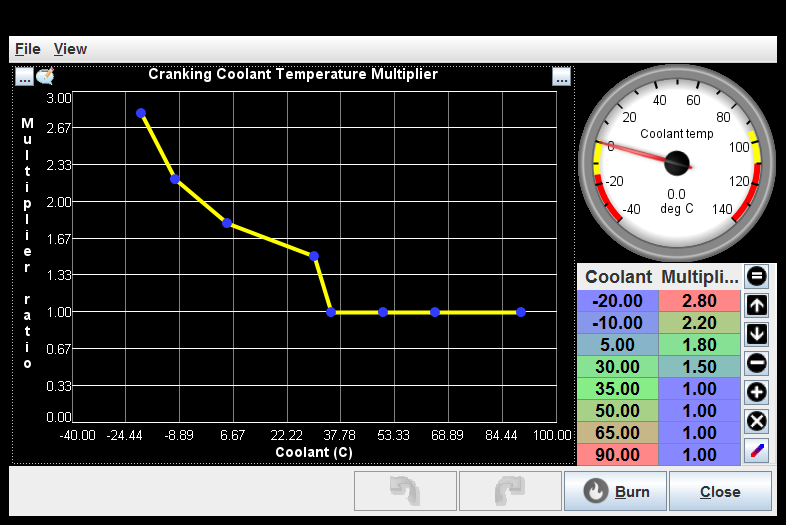 File View
...
Cranking Coolant Temperature Multiplier
...
Multiplier ratio
3.00
2.67
2.33
2.00
1.67
1.33
1.00
0.67
0.33
0.00
-40.00 -24.44 -8.89 6.67 22.22 37.78 53.33 68.89 84.44 100.00
Coolant (C)
40 60
20 80
Coolant temp
0 100
-20 120
0.0
-40 deg C 140
Coolant Multipli...
-20.00 2.80
-10.00 2.20
5.00 1.80
30.00 1.50
35.00 1.00
50.00 1.00
65.00 1.00
90.00 1.00
Burn Close